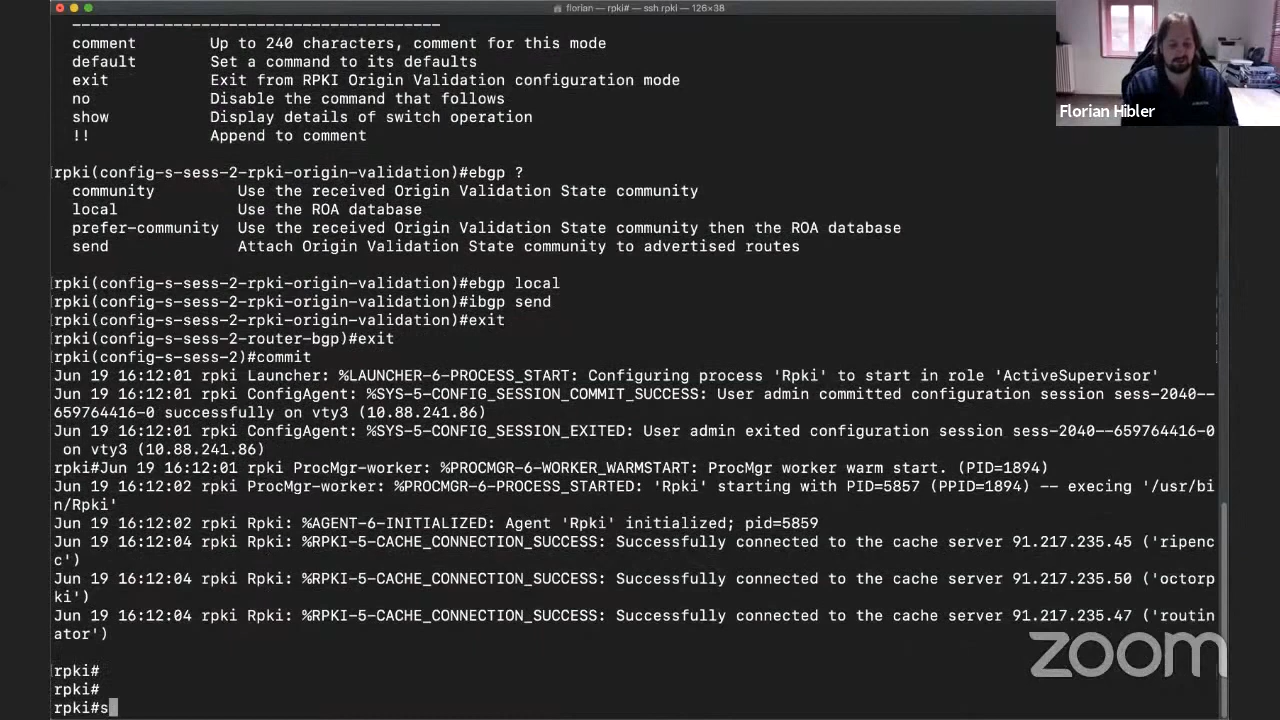 florian — rpki# — ssh rpki — 126×38
----------------------------------------
comment Up to 240 characters, comment for this mode
default Set a command to its defaults
exit Exit from RPKI Origin Validation configuration mode
no Disable the command that follows
show Display details of switch operation
!! Append to comment
rpki(config-s-sess-2-rpki-origin-validation)#ebgp ?
community Use the received Origin Validation State community
local Use the ROA database
prefer-community Use the received Origin Validation State community then the ROA database
send Attach Origin Validation State community to advertised routes
rpki(config-s-sess-2-rpki-origin-validation)#ebgp local
rpki(config-s-sess-2-rpki-origin-validation)#ibgp send
rpki(config-s-sess-2-rpki-origin-validation)#exit
rpki(config-s-sess-2-router-bgp)#exit
rpki(config-s-sess-2)#commit
Jun 19 16:12:01 rpki Launcher: %LAUNCHER-6-PROCESS_START: Configuring process 'Rpki' to start in role 'ActiveSupervisor'
Jun 19 16:12:01 rpki ConfigAgent: %SYS-5-CONFIG_SESSION_COMMIT_SUCCESS: User admin committed configuration session sess-2040--
659764416-0 successfully on vty3 (10.88.241.86)
Jun 19 16:12:01 rpki ConfigAgent: %SYS-5-CONFIG_SESSION_EXITED: User admin exited configuration session sess-2040--659764416-0
on vty3 (10.88.241.86)
rpki#Jun 19 16:12:01 rpki ProcMgr-worker: %PROCMGR-6-WORKER_WARMSTART: ProcMgr worker warm start. (PID=1894)
Jun 19 16:12:02 rpki ProcMgr-worker: %PROCMGR-6-PROCESS_STARTED: 'Rpki' starting with PID=5857 (PPID=1894) -- execing '/usr/bi
n/Rpki'
Jun 19 16:12:02 rpki Rpki: %AGENT-6-INITIALIZED: Agent 'Rpki' initialized; pid=5859
Jun 19 16:12:04 rpki Rpki: %RPKI-5-CACHE_CONNECTION_SUCCESS: Successfully connected to the cache server 91.217.235.45 ('ripenc
c')
Jun 19 16:12:04 rpki Rpki: %RPKI-5-CACHE_CONNECTION_SUCCESS: Successfully connected to the cache server 91.217.235.50 ('octorp
ki')
Jun 19 16:12:04 rpki Rpki: %RPKI-5-CACHE_CONNECTION_SUCCESS: Successfully connected to the cache server 91.217.235.47 ('routin
ator')
rpki#
rpki#
rpki#s
Florian Hibler
zoom